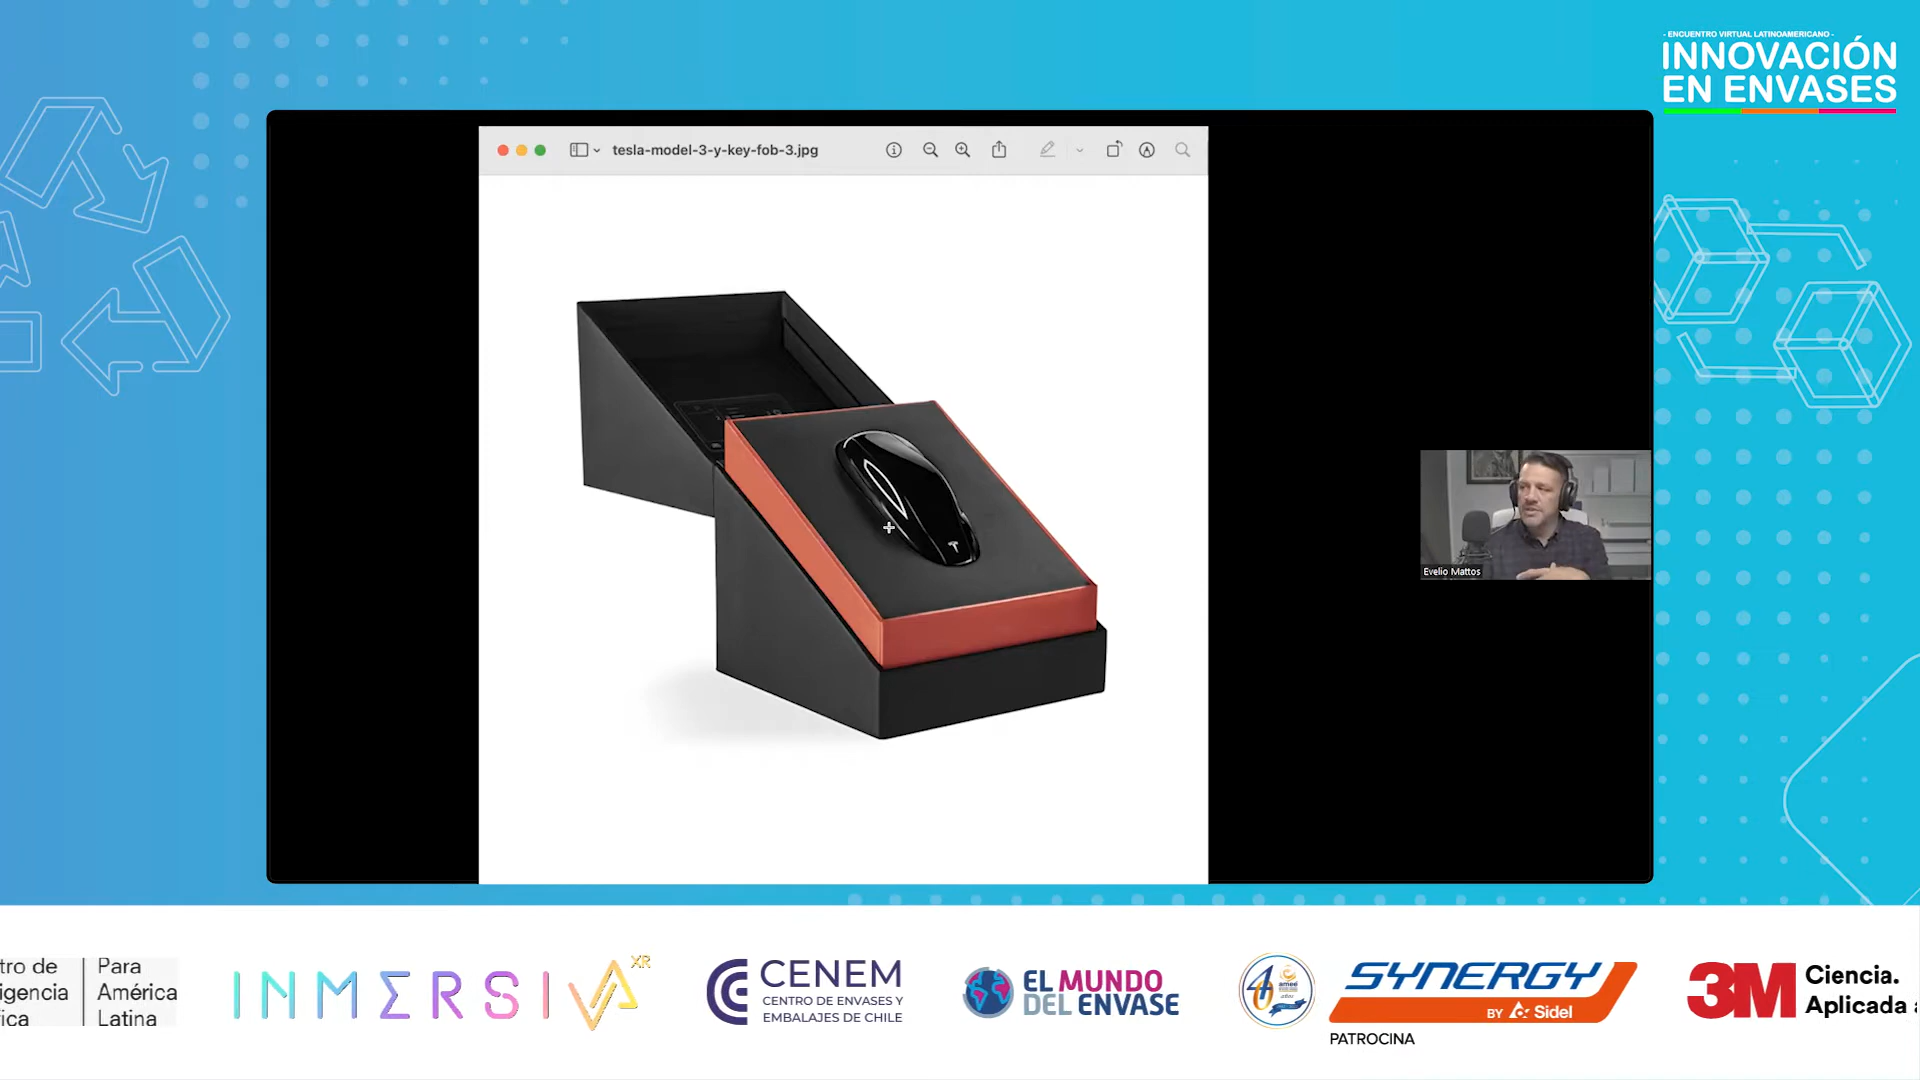 - ENCUENTRO VIRTUAL LATINOAMERICANO -
INNOVACIÓN
EN ENVASES
tesla-model-3-y-key-fob-3.jpg
Evelio Mattos
tro de
igencia
ica
Para
América
Latina
INMERSIVA XR
CENEM
CENTRO DE ENVASES Y
EMBALAJES DE CHILE
EL MUNDO
DEL ENVASE
amee
SYNERGY
BY Sidel
PATROCINA
3M
Ciencia.
Aplicada a